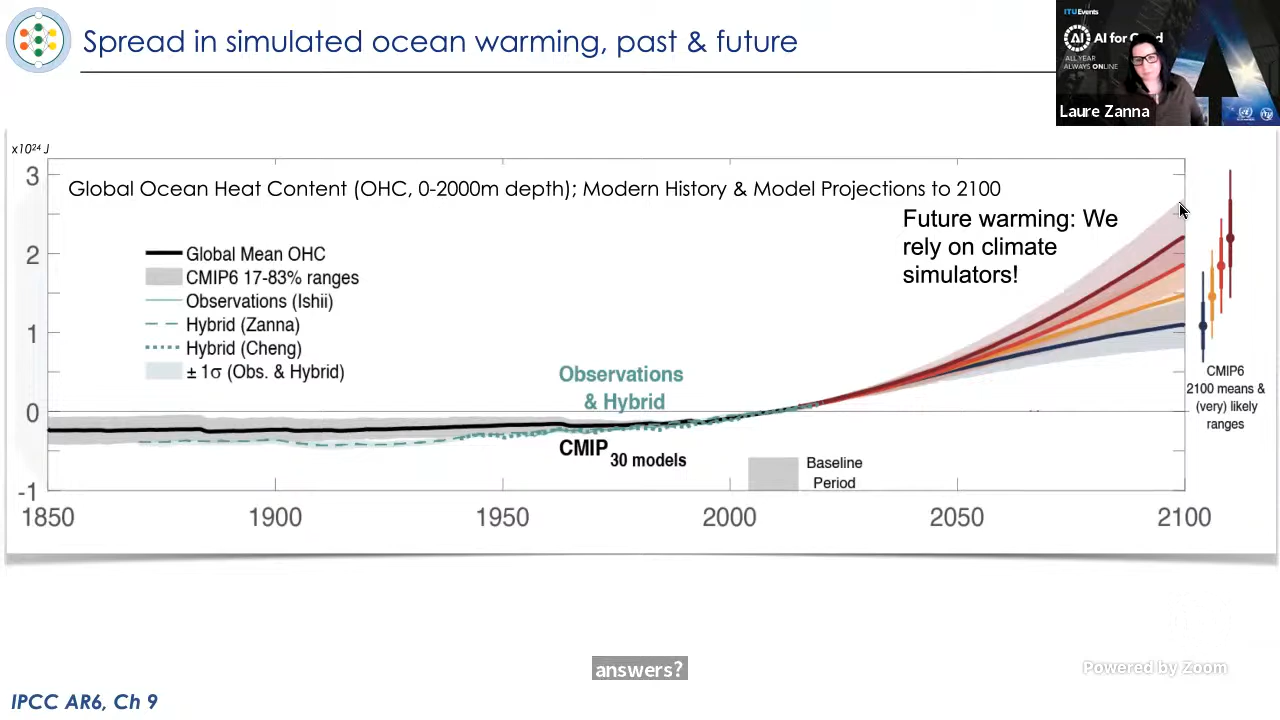 Spread in simulated ocean warming, past & future
ITUEvents
AI AI for Good
ALL YEAR
ALWAYS ONLINE
Laure Zanna
x10²⁴ J
Global Ocean Heat Content (OHC, 0-2000m depth); Modern History & Model Projections to 2100
Future warming: We
rely on climate
simulators!
Global Mean OHC
CMIP6 17-83% ranges
Observations (Ishii)
Hybrid (Zanna)
Hybrid (Cheng)
± 1σ (Obs. & Hybrid)
Observations
& Hybrid
CMIP 30 models
Baseline
Period
3
2
1
0
-1
1850 1900 1950 2000 2050 2100
CMIP6
2100 means &
(very) likely
ranges
answers?
Powered by Zoom
IPCC AR6, Ch 9